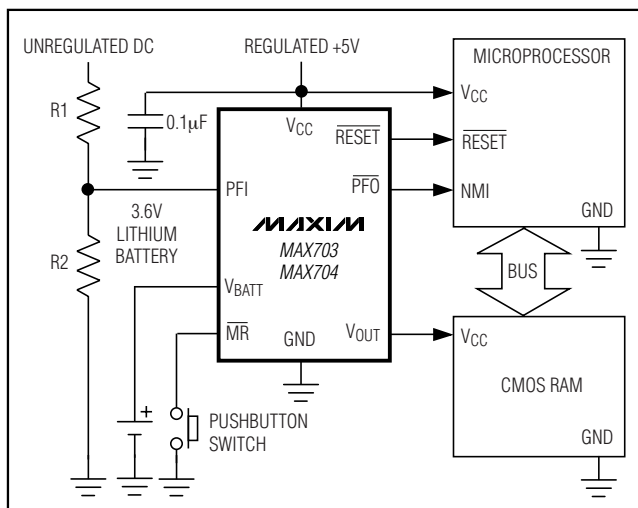 UNREGULATED DC
REGULATED +5V
MICROPROCESSOR
R1
0.1µF
VCC
RESET
VCC
RESET
PFI
PFO
NMI
GND
3.6V
LITHIUM
BATTERY
MAXIM
MAX703
MAX704
R2
BUS
VBATT
MR
GND
VOUT
VCC
CMOS RAM
+
PUSHBUTTON
SWITCH
GND